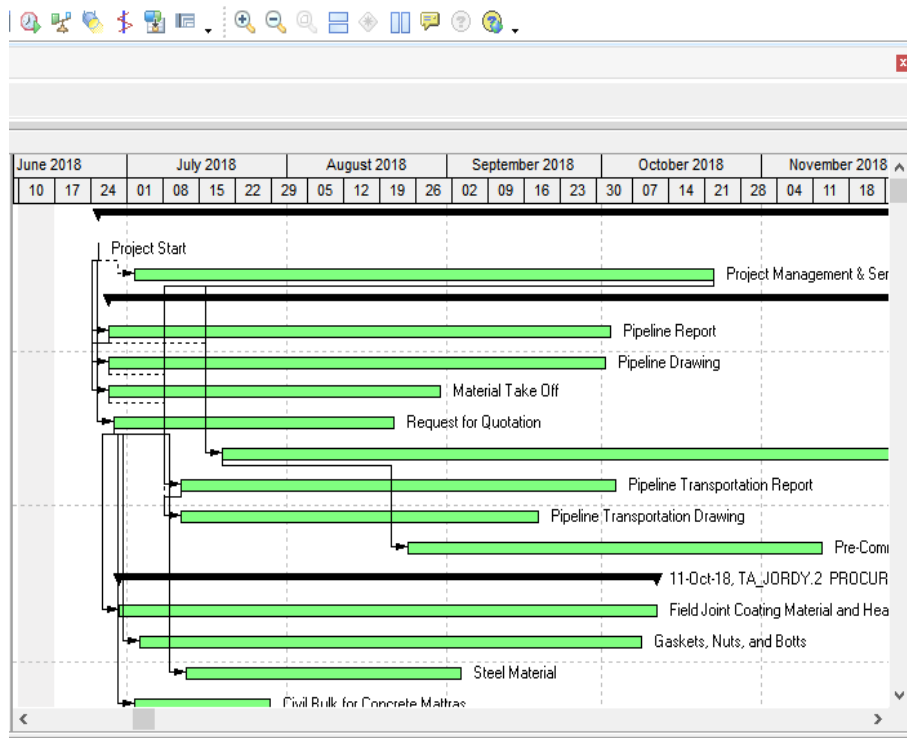 June 2018 July 2018 August 2018 September 2018 October 2018 November 2018
10 17 24 01 08 15 22 29 05 12 19 26 02 09 16 23 30 07 14 21 28 04 11 18
Project Start
Project Management & Ser
Pipeline Report
Pipeline Drawing
Material Take Off
Request for Quotation
Pipeline Transportation Report
Pipeline Transportation Drawing
Pre-Comm
11-Oct-18, TA_JORDY.2 PROCUR
Field Joint Coating Material and Hea
Gaskets, Nuts, and Botts
Steel Material
Civil Bulk for Concrete Mattras